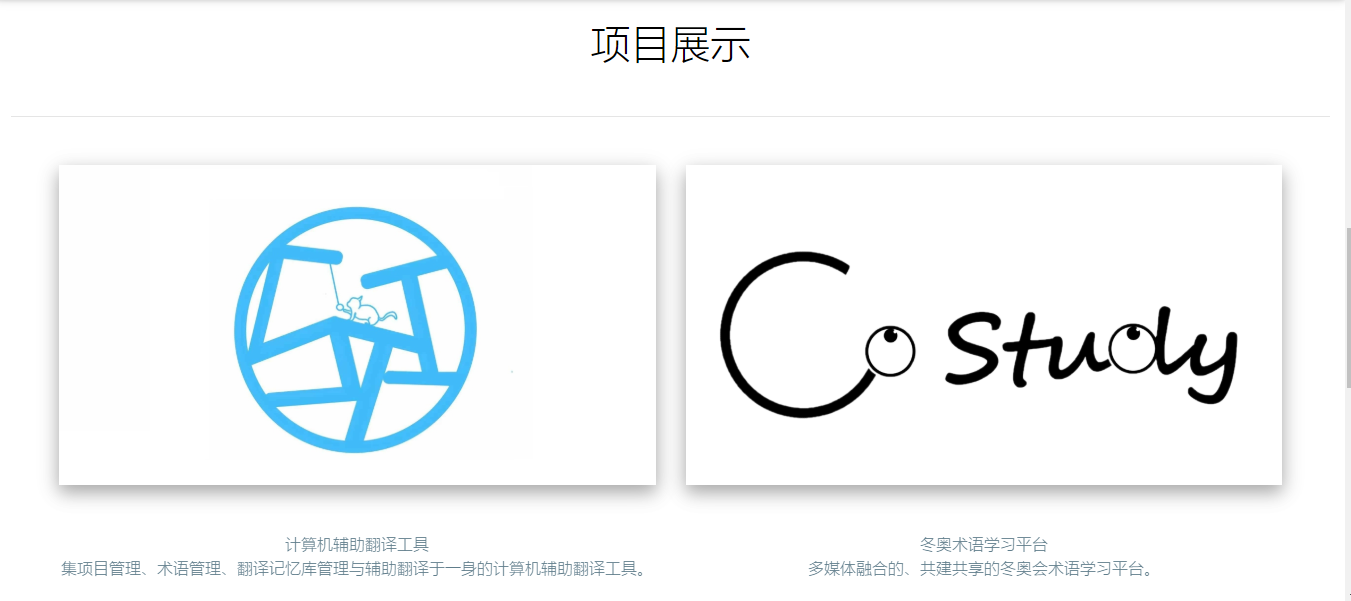 项目展示
Co Study
计算机辅助翻译工具
集项目管理、术语管理、翻译记忆库管理与辅助翻译于一身的计算机辅助翻译工具。
冬奥术语学习平台
多媒体融合的、共建共享的冬奥会术语学习平台。